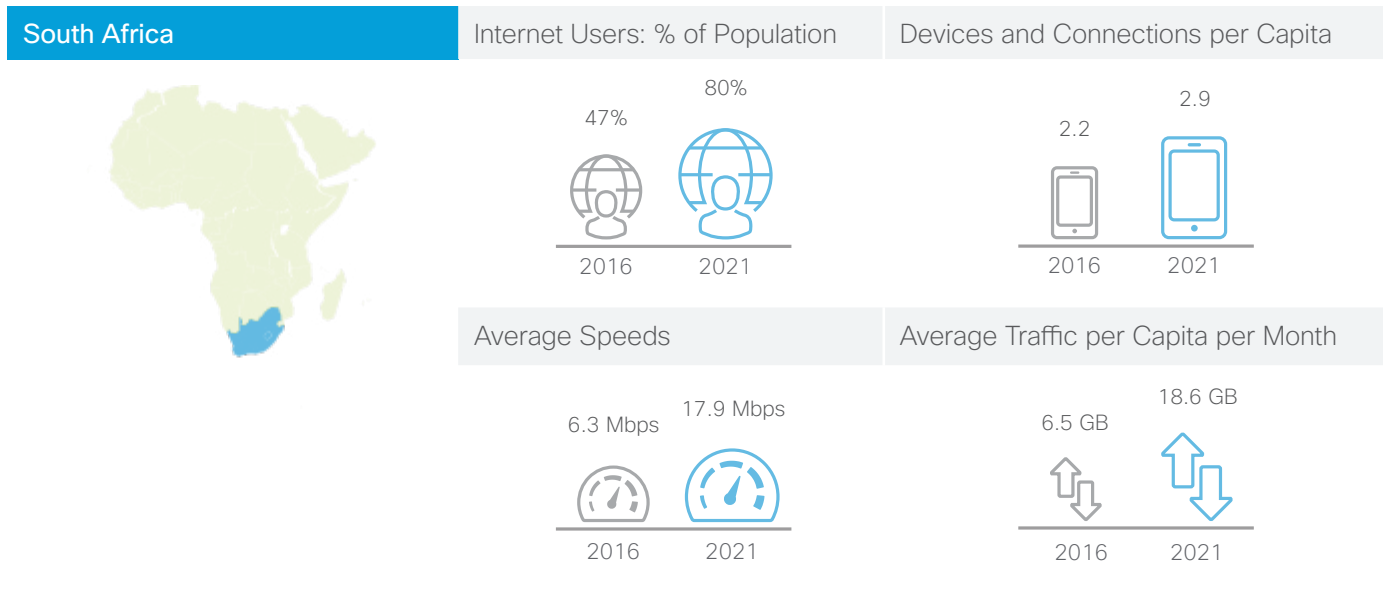 South Africa
Internet Users: % of Population
Devices and Connections per Capita
47%
80%
2016
2021
2.2
2.9
2016
2021
Average Speeds
Average Traffic per Capita per Month
6.3 Mbps
17.9 Mbps
2016
2021
6.5 GB
18.6 GB
2016
2021